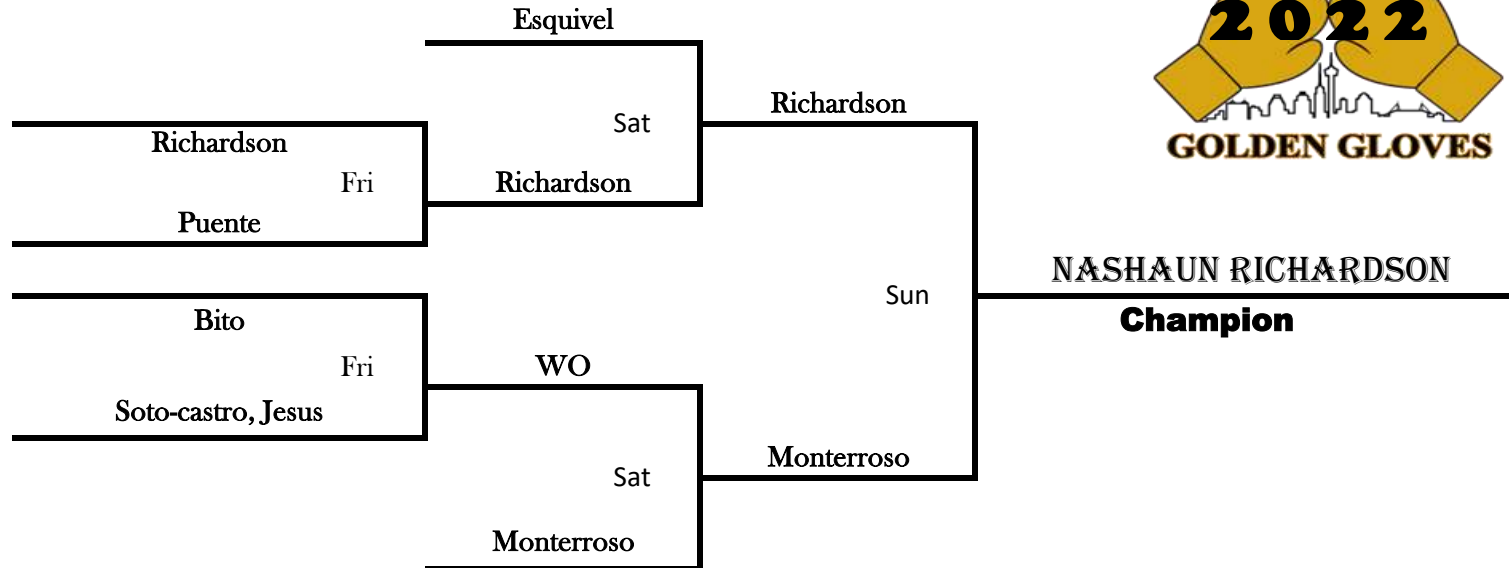 Esquivel
2022
Richardson
Sat
GOLDEN GLOVES
Richardson
Fri
Richardson
Puente
NASHAUN RICHARDSON
Sun
Bito
Champion
Fri
WO
Soto-castro, Jesus
Monterroso
Sat
Monterroso